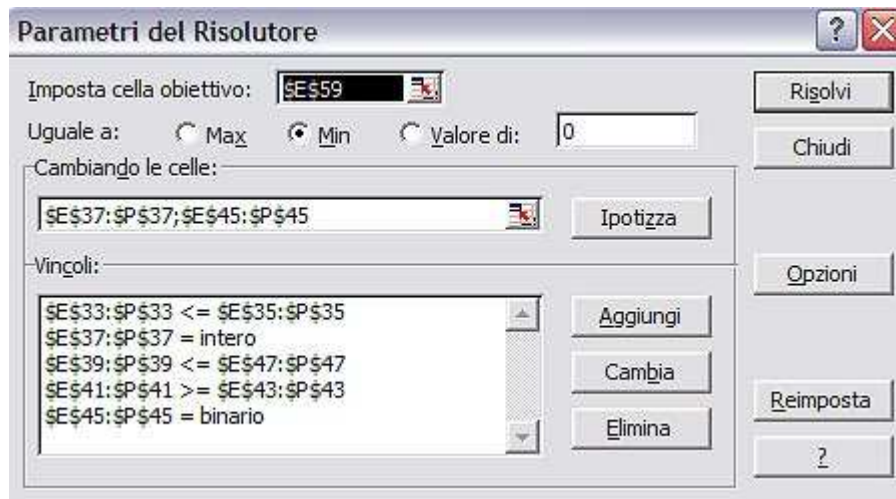 Parametri del Risolutore
?
Imposta cella obiettivo: $E$59
Risolvi
Uguale a: Max Min Valore di: 0
Chiudi
Cambiando le celle:
$E$37:$P$37;$E$45:$P$45
Ipotizza
Vincoli:
Opzioni
$E$33:$P$33 <= $E$35:$P$35
$E$37:$P$37 = intero
$E$39:$P$39 <= $E$47:$P$47
$E$41:$P$41 >= $E$43:$P$43
$E$45:$P$45 = binario
Aggiungi
Cambia
Elimina
Reimposta
?